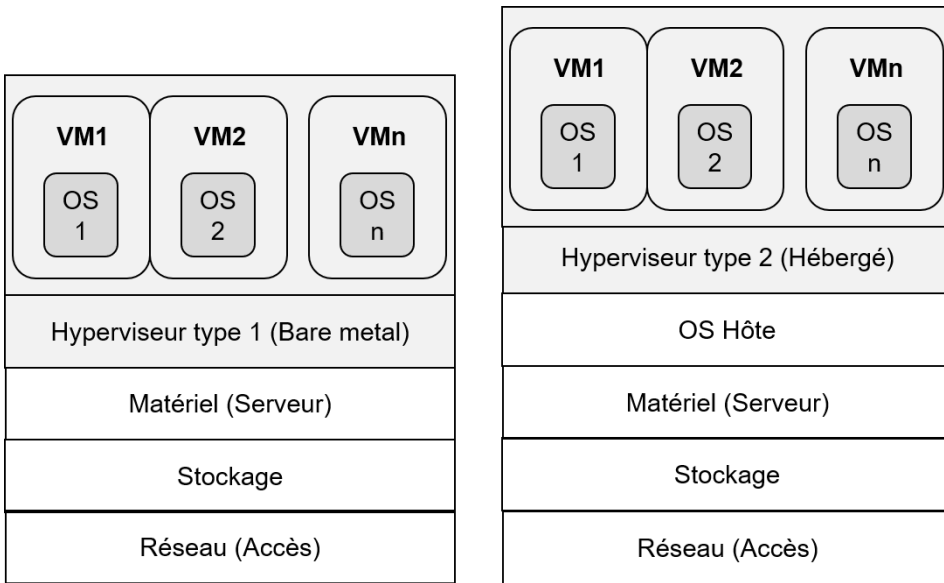 VM1
VM2
VMn
OS
1
OS
2
OS
n
Hyperviseur type 1 (Bare metal)
Matériel (Serveur)
Stockage
Réseau (Accès)
VM1
VM2
VMn
OS
1
OS
2
OS
n
Hyperviseur type 2 (Hébergé)
OS Hôte
Matériel (Serveur)
Stockage
Réseau (Accès)